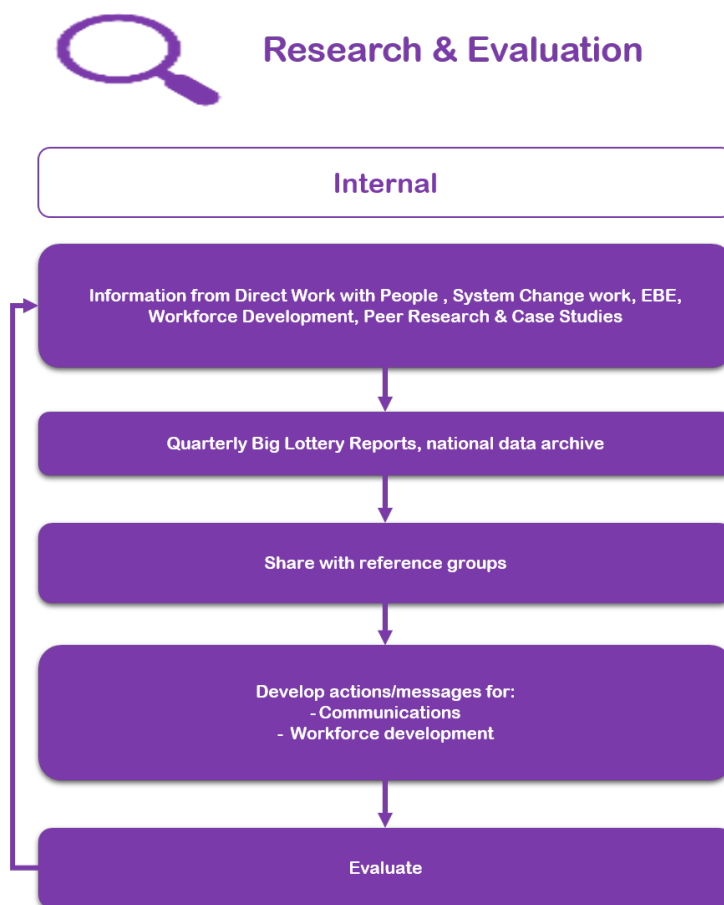 Research & Evaluation
Internal
Information from Direct Work with People , System Change work, EBE,
Workforce Development, Peer Research & Case Studies
Quarterly Big Lottery Reports, national data archive
Share with reference groups
Develop actions/messages for:
- Communications
- Workforce development
Evaluate